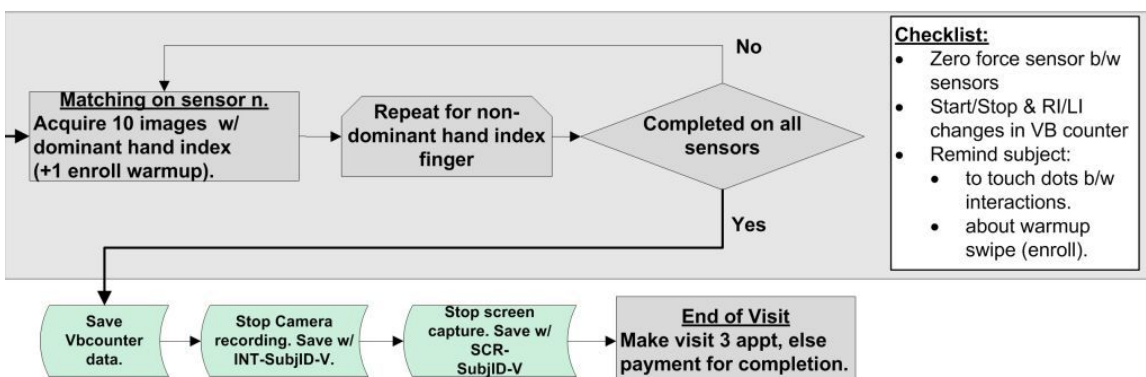 No
Matching on sensor n.
Acquire 10 images w/
dominant hand index
(+1 enroll warmup).
Repeat for non-
dominant hand index
finger
Completed on all
sensors
Yes
Checklist:
• Zero force sensor b/w
sensors
• Start/Stop & RI/LI
changes in VB counter
• Remind subject:
• to touch dots b/w
interactions.
• about warmup
swipe (enroll).
Save
Vbcounter
data.
Stop Camera
recording. Save w/
INT-SubjID-V.
Stop screen
capture. Save w/
SCR-
SubjID-V
End of Visit
Make visit 3 appt, else
payment for completion.